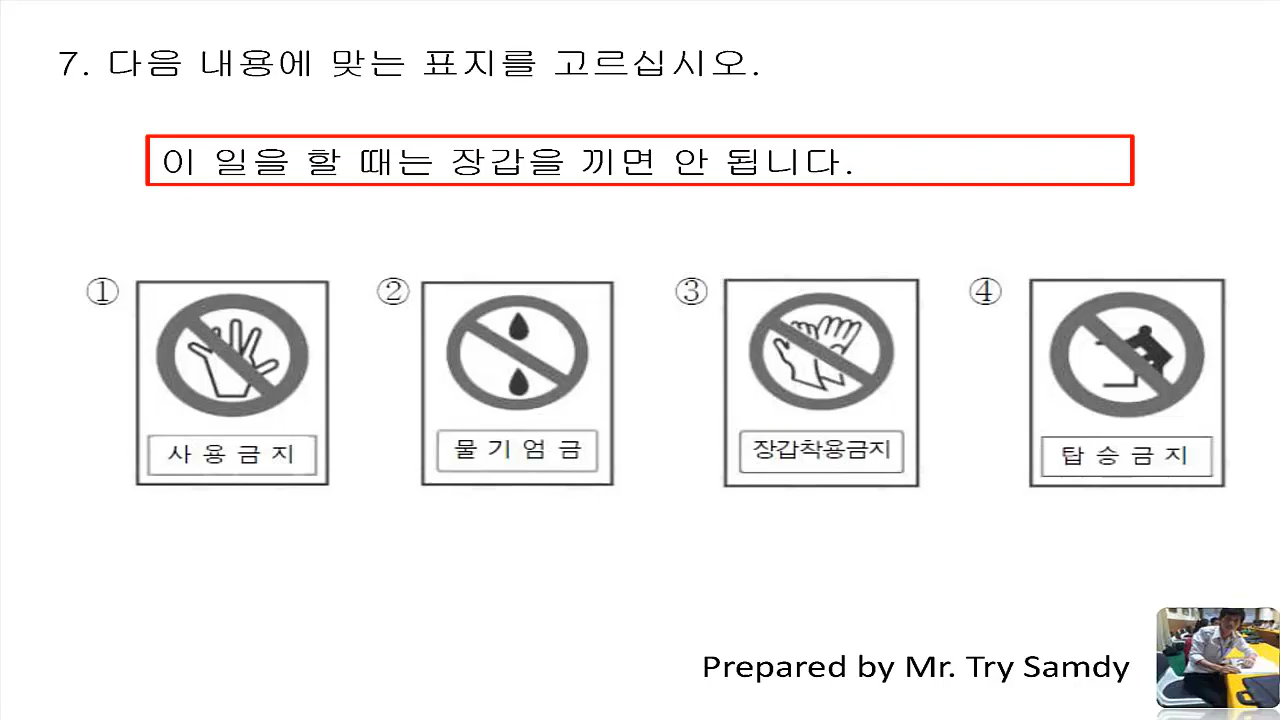 7. 다음 내용에 맞는 표지를 고르십시오.
이 일을 할 때는 장갑을 끼면 안 됩니다.
① ② ③ ④
사용금지 물기엄금 장갑착용금지 탑승금지
Prepared by Mr. Try Samdy